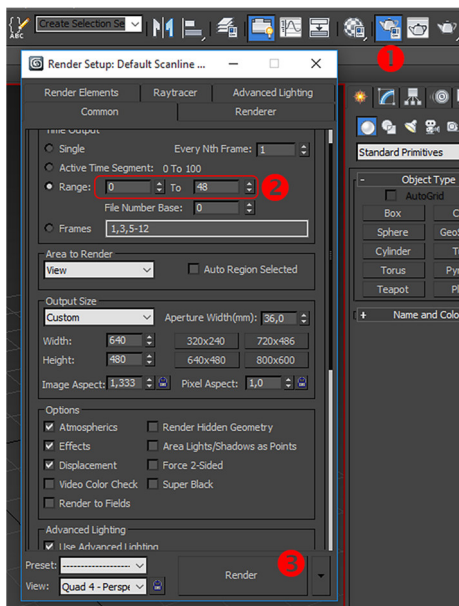 Create Selection Se
ABC
1
Render Setup: Default Scanline ...
Render Elements Raytracer Advanced Lighting
Common Renderer
Time Output
Single Every Nth Frame: 1
Active Time Segment: 0 To 100
Range: 0 To 48 2
File Number Base: 0
Frames 1,3,5-12
Area to Render
View Auto Region Selected
Output Size
Custom Aperture Width(mm): 36,0
Width: 640 320x240 720x486
Height: 480 640x480 800x600
Image Aspect: 1,333 Pixel Aspect: 1,0
Options
Atmospherics Render Hidden Geometry
Effects Area Lights/Shadows as Points
Displacement Force 2-Sided
Video Color Check Super Black
Render to Fields
Advanced Lighting
Use Advanced Lighting
Preset: --------------------
View: Quad 4 - Perspe Render 3
Standard Primitives
- Object Type
AutoGrid
Box C
Sphere GeoS
Cylinder T
Torus Pyr
Teapot Pl
+ Name and Colo